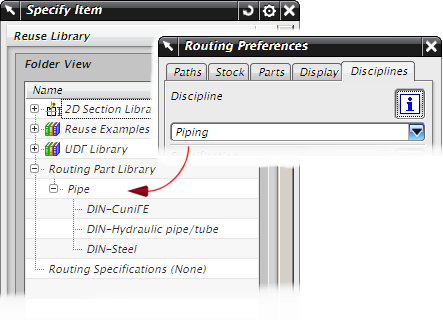 Specify Item
Reuse Library
Folder View
Name
2D Section Libra
Reuse Examples
UDF Library
Routing Part Library
Pipe
DIN-CuniFE
DIN-Hydraulic pipe/tube
DIN-Steel
Routing Specifications (None)
Routing Preferences
Paths Stock Parts Display Disciplines
Discipline
Piping